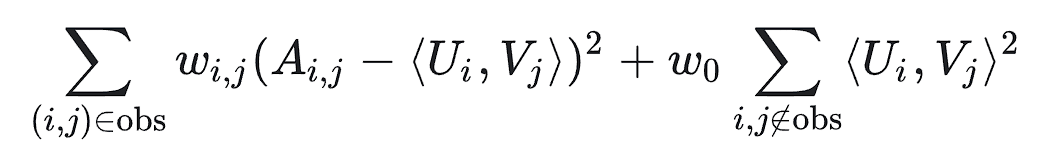 ∑_{(i,j)∈obs} w_{i,j}(A_{i,j} − ⟨U_i, V_j⟩)² + w_0 ∑_{i,j∉obs} ⟨U_i, V_j⟩²